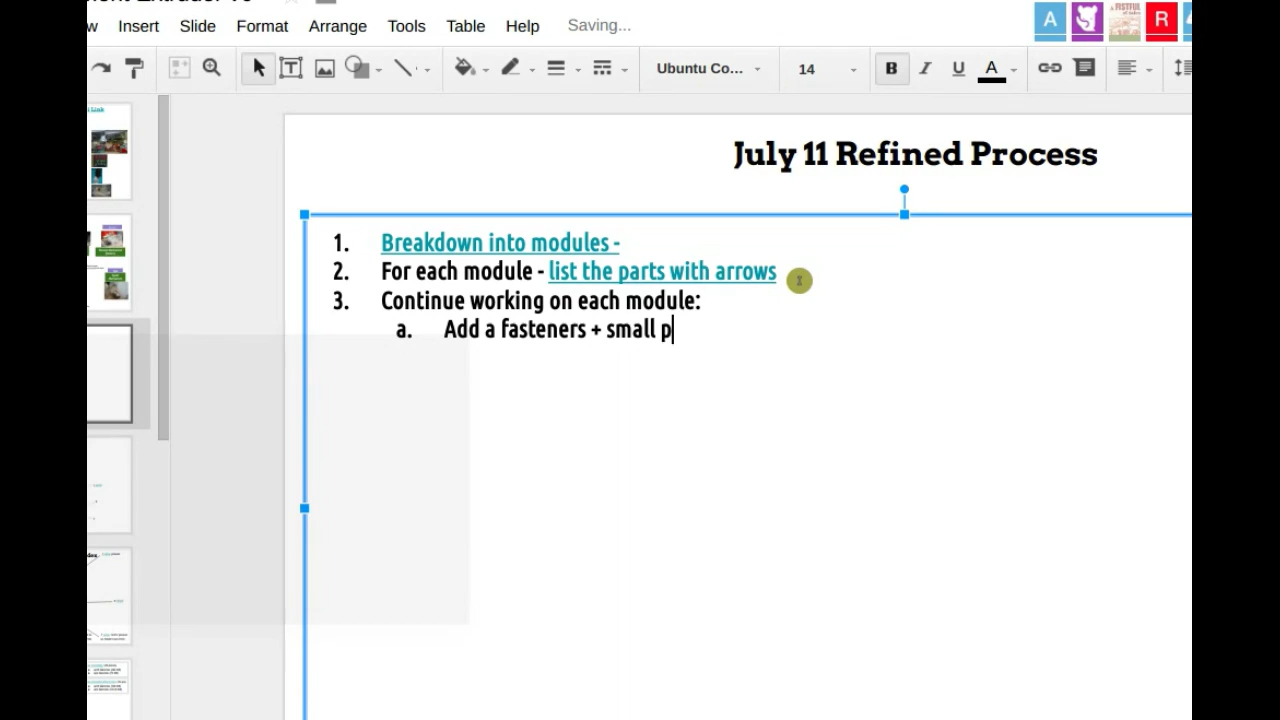 w Insert Slide Format Arrange Tools Table Help Saving...
A A FISTFUL R
Ubuntu Co... 14 B I U A
July 11 Refined Process
1. Breakdown into modules -
2. For each module - list the parts with arrows
3. Continue working on each module:
a. Add a fasteners + small p